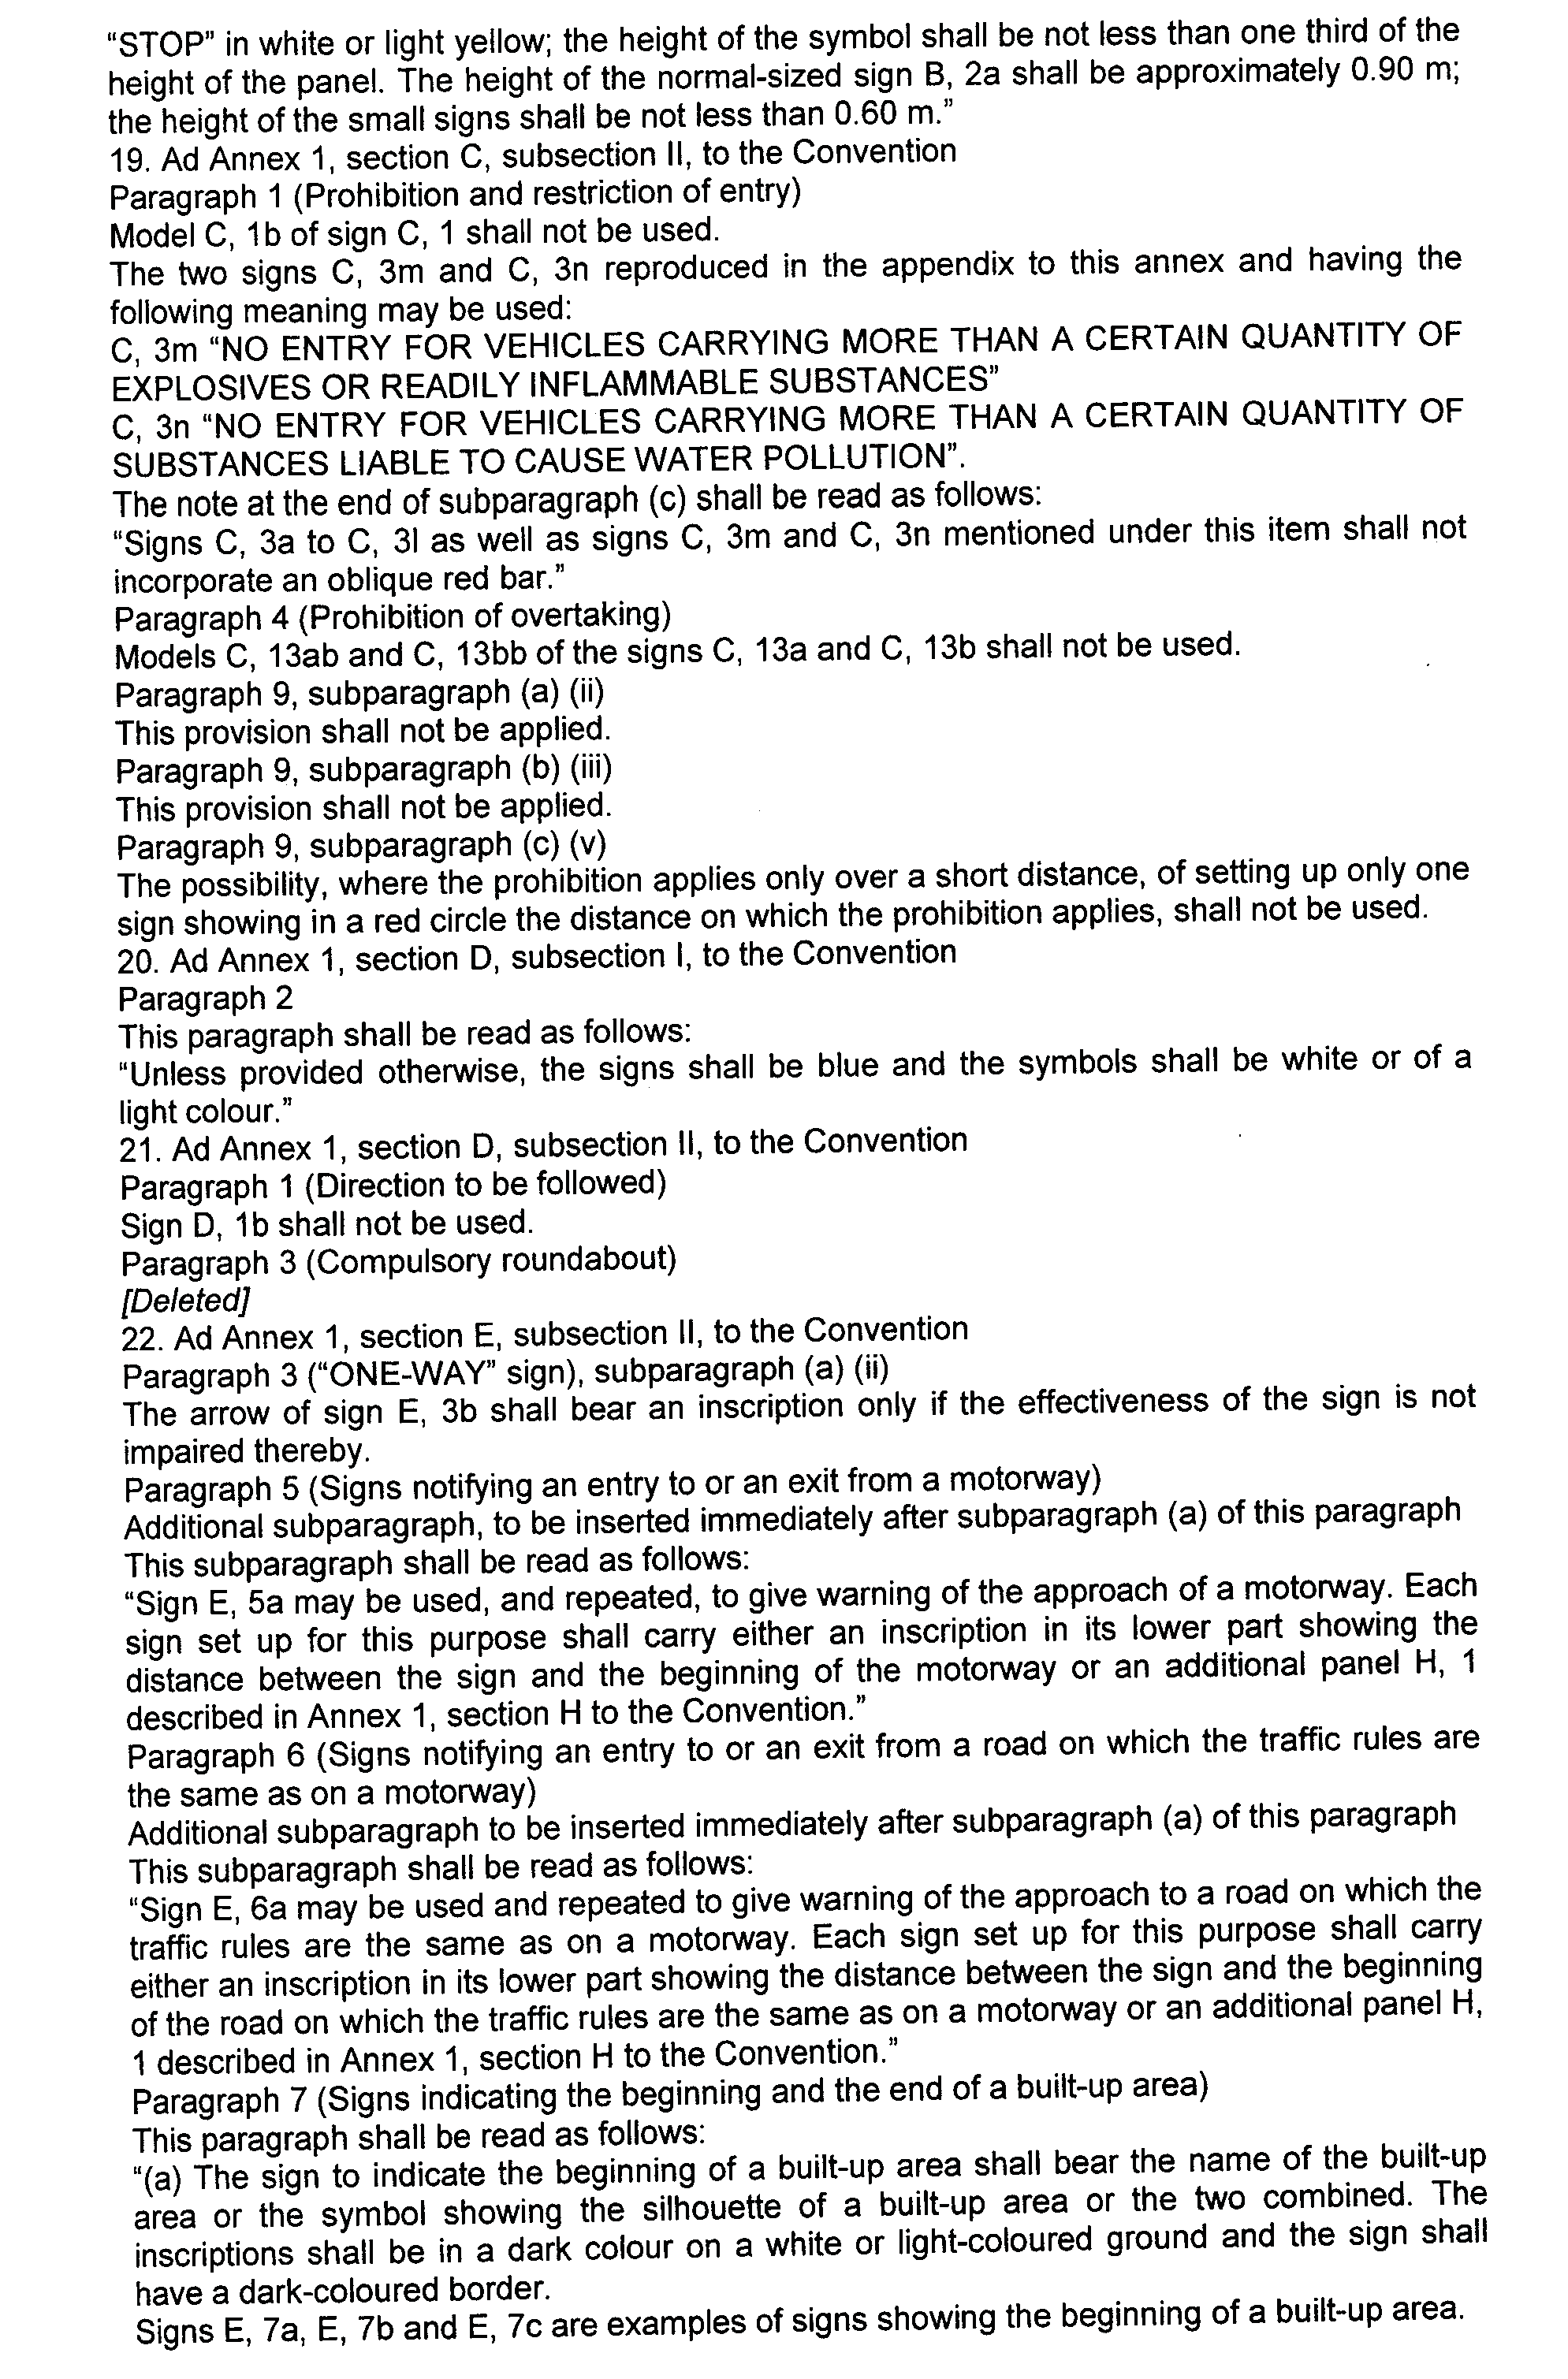 “STOP” in white or light yellow; the height of the symbol shall be not less than one third of the
height of the panel. The height of the normal-sized sign B, 2a shall be approximately 0.90 m;
the height of the small signs shall be not less than 0.60 m.”
19. Ad Annex 1, section C, subsection II, to the Convention
Paragraph 1 (Prohibition and restriction of entry)
Model C, 1b of sign C, 1 shall not be used.
The two signs C, 3m and C, 3n reproduced in the appendix to this annex and having the
following meaning may be used:
C, 3m “NO ENTRY FOR VEHICLES CARRYING MORE THAN A CERTAIN QUANTITY OF
EXPLOSIVES OR READILY INFLAMMABLE SUBSTANCES”
C, 3n “NO ENTRY FOR VEHICLES CARRYING MORE THAN A CERTAIN QUANTITY OF
SUBSTANCES LIABLE TO CAUSE WATER POLLUTION”.
The note at the end of subparagraph (c) shall be read as follows:
“Signs C, 3a to C, 3l as well as signs C, 3m and C, 3n mentioned under this item shall not
incorporate an oblique red bar.”
Paragraph 4 (Prohibition of overtaking)
Models C, 13ab and C, 13bb of the signs C, 13a and C, 13b shall not be used.
Paragraph 9, subparagraph (a) (ii)
This provision shall not be applied.
Paragraph 9, subparagraph (b) (iii)
This provision shall not be applied.
Paragraph 9, subparagraph (c) (v)
The possibility, where the prohibition applies only over a short distance, of setting up only one
sign showing in a red circle the distance on which the prohibition applies, shall not be used.
20. Ad Annex 1, section D, subsection I, to the Convention
Paragraph 2
This paragraph shall be read as follows:
“Unless provided otherwise, the signs shall be blue and the symbols shall be white or of a
light colour.”
21. Ad Annex 1, section D, subsection II, to the Convention
Paragraph 1 (Direction to be followed)
Sign D, 1b shall not be used.
Paragraph 3 (Compulsory roundabout)
[Deleted]
22. Ad Annex 1, section E, subsection II, to the Convention
Paragraph 3 (“ONE-WAY” sign), subparagraph (a) (ii)
The arrow of sign E, 3b shall bear an inscription only if the effectiveness of the sign is not
impaired thereby.
Paragraph 5 (Signs notifying an entry to or an exit from a motorway)
Additional subparagraph, to be inserted immediately after subparagraph (a) of this paragraph
This subparagraph shall be read as follows:
“Sign E, 5a may be used, and repeated, to give warning of the approach of a motorway. Each
sign set up for this purpose shall carry either an inscription in its lower part showing the
distance between the sign and the beginning of the motorway or an additional panel H, 1
described in Annex 1, section H to the Convention.”
Paragraph 6 (Signs notifying an entry to or an exit from a road on which the traffic rules are
the same as on a motorway)
Additional subparagraph to be inserted immediately after subparagraph (a) of this paragraph
This subparagraph shall be read as follows:
“Sign E, 6a may be used and repeated to give warning of the approach to a road on which the
traffic rules are the same as on a motorway. Each sign set up for this purpose shall carry
either an inscription in its lower part showing the distance between the sign and the beginning
of the road on which the traffic rules are the same as on a motorway or an additional panel H,
1 described in Annex 1, section H to the Convention.”
Paragraph 7 (Signs indicating the beginning and the end of a built-up area)
This paragraph shall be read as follows:
“(a) The sign to indicate the beginning of a built-up area shall bear the name of the built-up
area or the symbol showing the silhouette of a built-up area or the two combined. The
inscriptions shall be in a dark colour on a white or light-coloured ground and the sign shall
have a dark-coloured border.
Signs E, 7a, E, 7b and E, 7c are examples of signs showing the beginning of a built-up area.